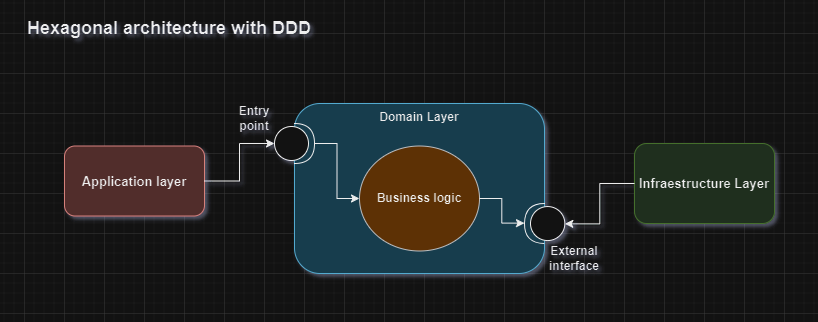 Hexagonal architecture with DDD
Entry
point
Domain Layer
Application layer
Business logic
Infraestructure Layer
External
interface